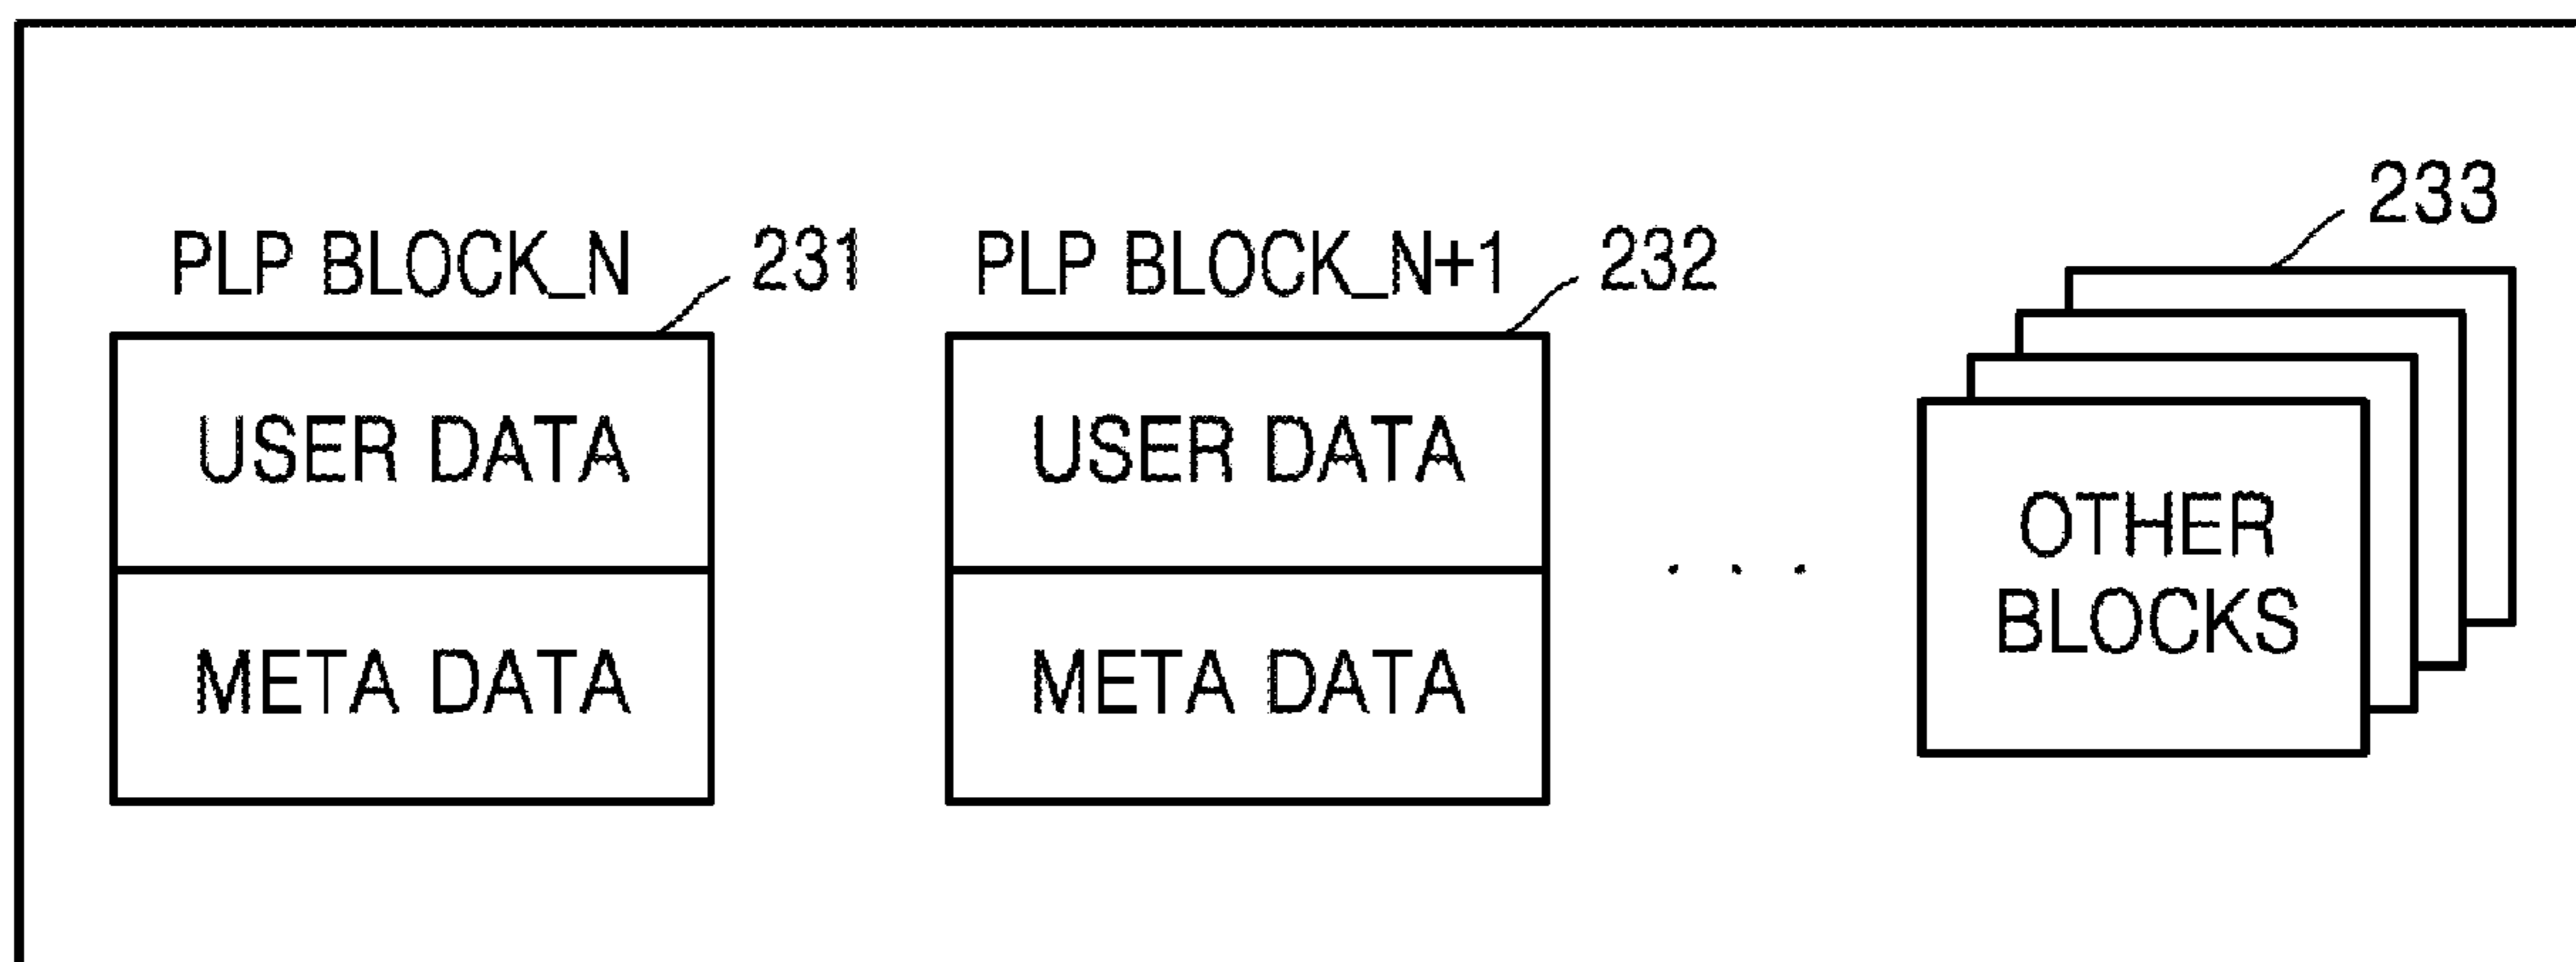 233
PLP BLOCK_N 231 PLP BLOCK_N+1 232
USER DATA USER DATA
OTHER
BLOCKS
META DATA META DATA
. . .